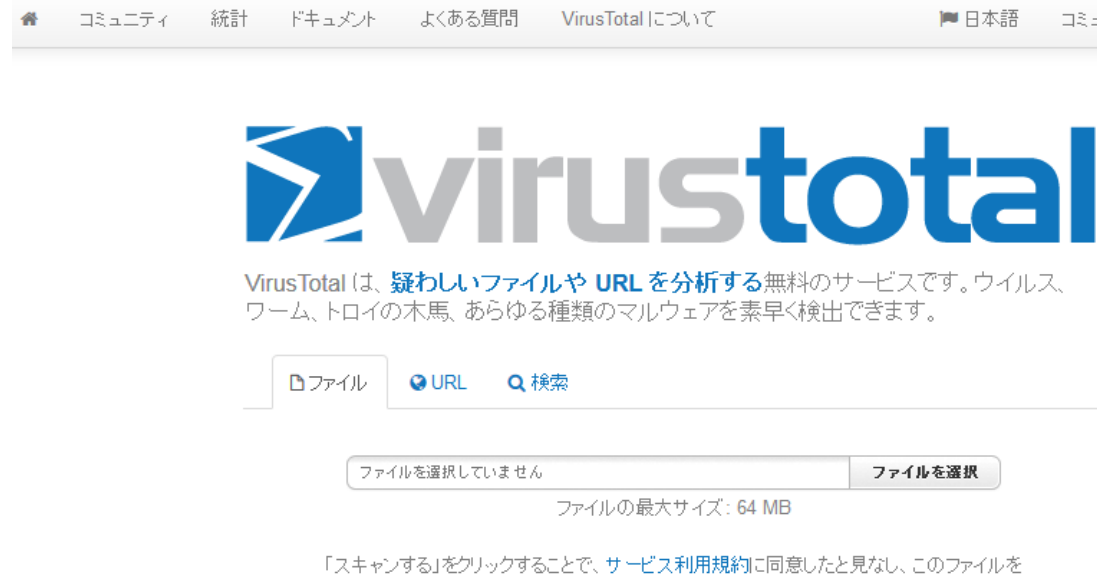 コミュニティ 統計 ドキュメント よくある質問 VirusTotal について 日本語 コミュ
virustotal
VirusTotal は、疑わしいファイルや URL を分析する無料のサービスです。ウイルス、
ワーム、トロイの木馬、あらゆる種類のマルウェアを素早く検出できます。
ファイル URL 検索
ファイルを選択していません ファイルを選択
ファイルの最大サイズ: 64 MB
「スキャンする」をクリックすることで、サービス利用規約に同意したと見なし、このファイルを